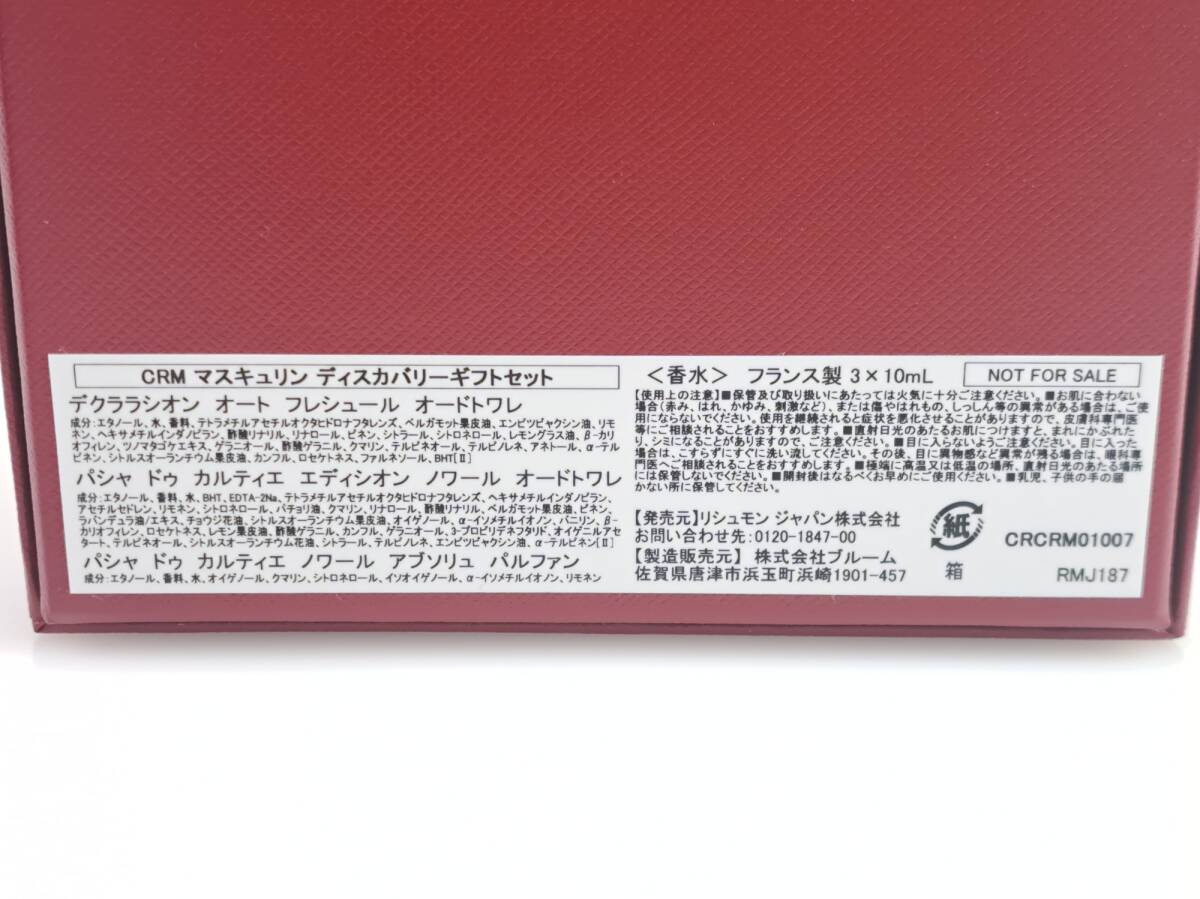 CRM マスキュリン ディスカバリーギフトセット
デクララシオン オート フレシュール オードトワレ
成分:エタノール、水、香料、テトラメチルアセチルオクタヒドロナフタレンズ、ベルガモット果皮油、エンピツビャクシン油、リモ
ネン、ヘキサメチルインダノピラン、酢酸リナリル、リナロール、ピネン、シトラール、シトロネロール、レモングラス油、β-カリ
オフィレン、ツノマタゴケエキス、ゲラニオール、酢酸ゲラニル、クマリン、テルピネオール、テルピノレネ、アネトール、α-テル
ピネン、シトルスオーランチウム果皮油、カンフル、ロセケトネス、ファルネソール、BHT[Ⅱ]
パシャ ドゥ カルティエ エディシオン ノワール オードトワレ
成分:エタノール、香料、水、BHT、EDTA-2Na、テトラメチルアセチルオクタヒドロナフタレンズ、ヘキサメチルインダノピラン、
アセチルセドレン、リモネン、シトロネロール、パチョリ油、クマリン、リナロール、酢酸リナリル、ベルガモット果皮油、ピネン、
ラバンデュラ油/エキス、チョウジ花油、シトルスオーランチウム果皮油、オイゲノール、α-イソメチルイオノン、バニリン、β-
カリオフィレン、ロセケトネス、レモン果皮油、酢酸ゲラニル、カンフル、ゲラニオール、3-プロピリデネフタリド、オイゲニルアセ
タート、テルピネオール、シトルスオーランチウム花油、シトラール、テルピノレネ、エンピツビャクシン油、α-テルピネン[Ⅱ]
パシャ ドゥ カルティエ ノワール アブソリュ パルファン
成分:エタノール、香料、水、オイゲノール、クマリン、シトロネロール、イソオイゲノール、α-イソメチルイオノン、リモネン
＜香水＞ フランス製 3×10mL
NOT FOR SALE
【使用上の注意】■保管及び取り扱いにあたっては火気に十分ご注意ください。■お肌に合わない
場合(赤み、はれ、かゆみ、刺激など)、または傷やはれもの、しっしん等の異常がある場合は、ご使
用にならないでください。使用を継続されると症状を悪化させることがありますので、皮膚科専門医
等にご相談されることをおすすめします。■直射日光のあたるお肌につけますと、まれにかぶれた
り、シミになることがありますので、ご注意ください。■目に入らないようご注意ください。目に入った
場合は、こすらずにすぐに洗い流してください。その後、目に異物感など異常が残る場合は、眼科専
門医へご相談されることをおすすめします。■極端に高温又は低温の場所、直射日光のあたる場所
には保管しないでください。■開封後はなるべくお早めにご使用ください。■乳児、子供の手の届
かない所に保管してください。
【発売元】リシュモン ジャパン株式会社
お問い合わせ先:0120-1847-00
【製造販売元】 株式会社ブルーム
佐賀県唐津市浜玉町浜崎1901-457
紙
箱
CRCRM01007
RMJ187